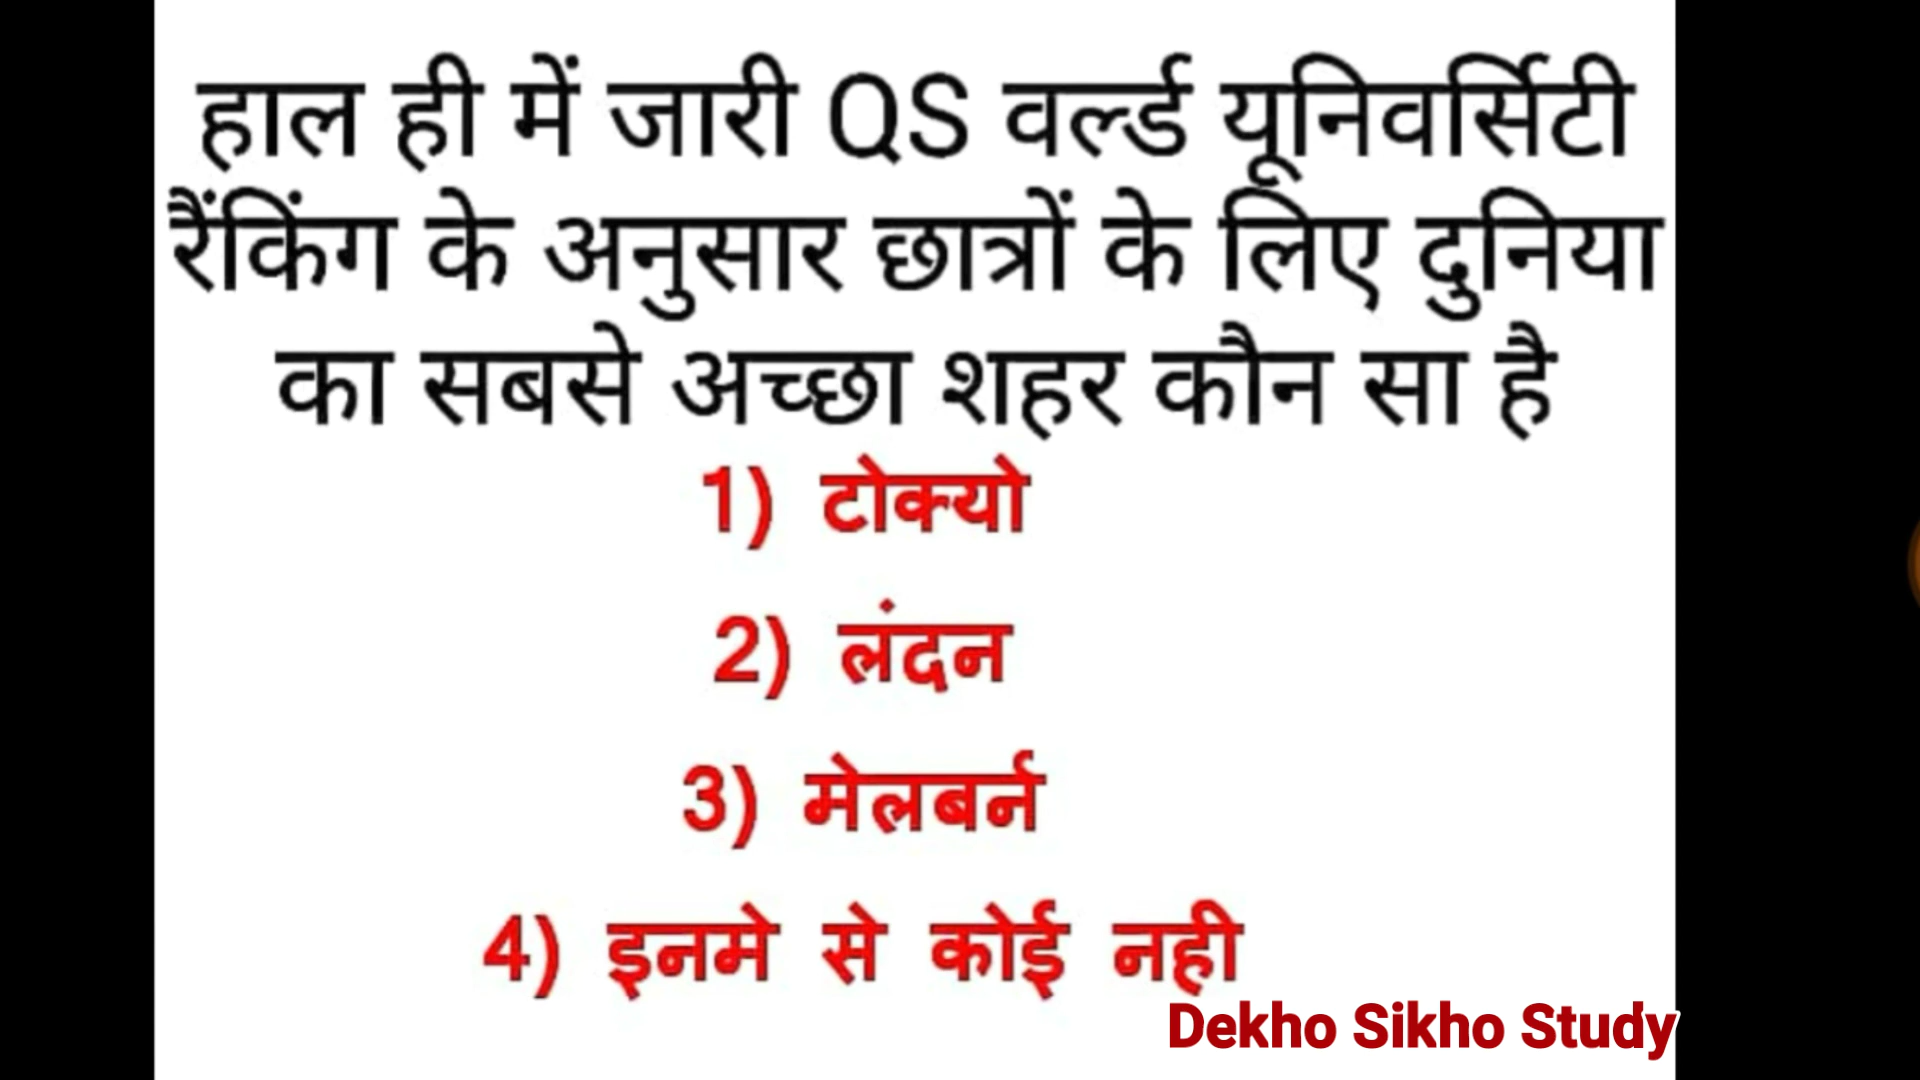 हाल ही में जारी QS वर्ल्ड यूनिवर्सिटी
रैंकिंग के अनुसार छात्रों के लिए दुनिया
का सबसे अच्छा शहर कौन सा है
1) टोक्यो
2) लंदन
3) मेलबर्न
4) इनमे से कोई नही
Dekho Sikho Study